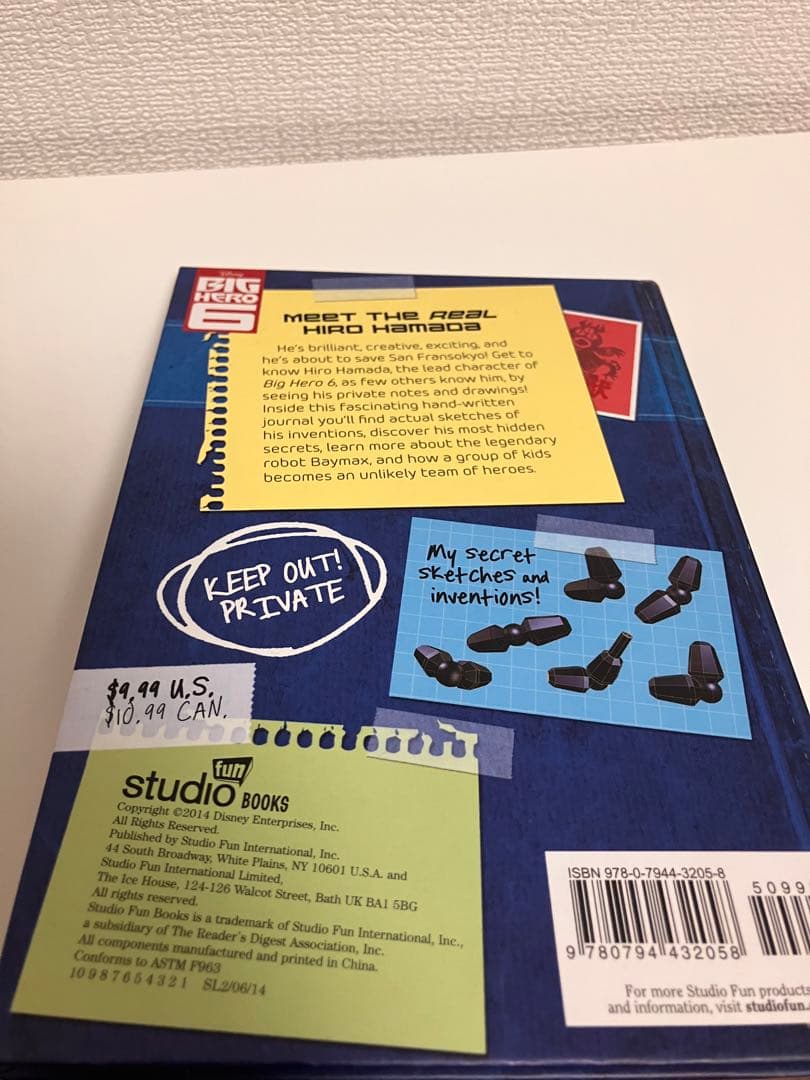 Disney
BIG
HERO
6
MEET THE REAL
HIRO HAMADA
He's brilliant, creative, exciting, and
he's about to save San Fransokyo! Get to
know Hiro Hamada, the lead character of
Big Hero 6, as few others know him, by
seeing his private notes and drawings!
Inside this fascinating hand-written
journal you'll find actual sketches of
his inventions, discover his most hidden
secrets, learn more about the legendary
robot Baymax, and how a group of kids
becomes an unlikely team of heroes.
KEEP OUT!
PRIVATE
My secret
sketches and
inventions!
$9.99 U.S.
$10.99 CAN.
studio fun BOOKS
Copyright ©2014 Disney Enterprises, Inc.
All Rights Reserved.
Published by Studio Fun International, Inc.
44 South Broadway, White Plains, NY 10601 U.S.A. and
Studio Fun International Limited,
The Ice House, 124-126 Walcot Street, Bath UK BA1 5BG
All rights reserved.
Studio Fun Books is a trademark of Studio Fun International, Inc.,
a subsidiary of The Reader's Digest Association, Inc.
All components manufactured and printed in China.
Conforms to ASTM F963
10 9 8 7 6 5 4 3 2 1 SL2/06/14
ISBN 978-0-7944-3205-8
5099
9 780794 432058
For more Studio Fun products
and information, visit studiofun.